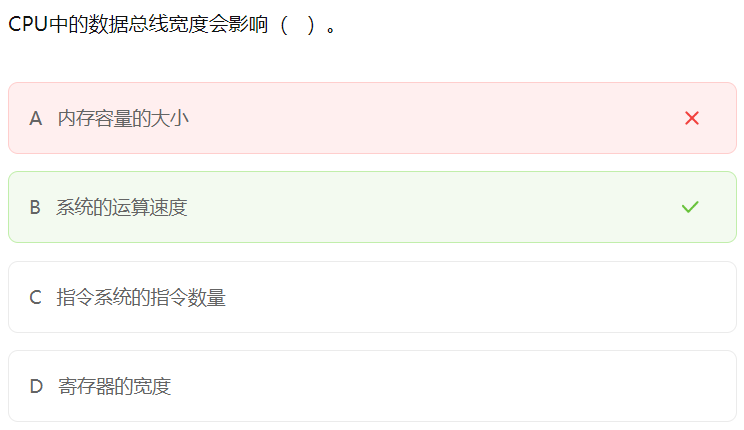 CPU中的数据总线宽度会影响（ ）。
A 内存容量的大小
B 系统的运算速度
C 指令系统的指令数量
D 寄存器的宽度